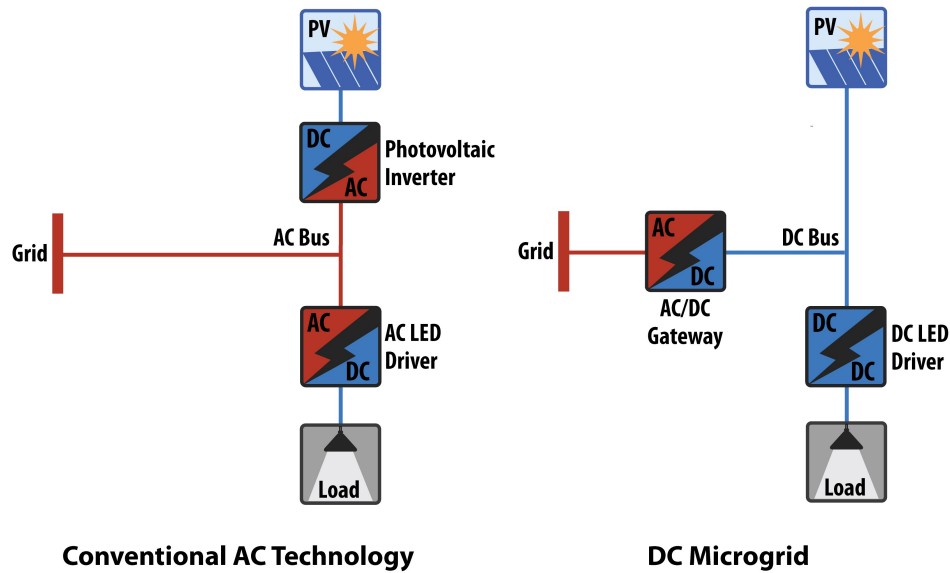 PV
DC
AC
Photovoltaic
Inverter
AC Bus
Grid
AC
DC
AC LED
Driver
Load
Conventional AC Technology
PV
Grid
AC
DC
AC/DC
Gateway
DC Bus
DC
DC
DC LED
Driver
Load
DC Microgrid